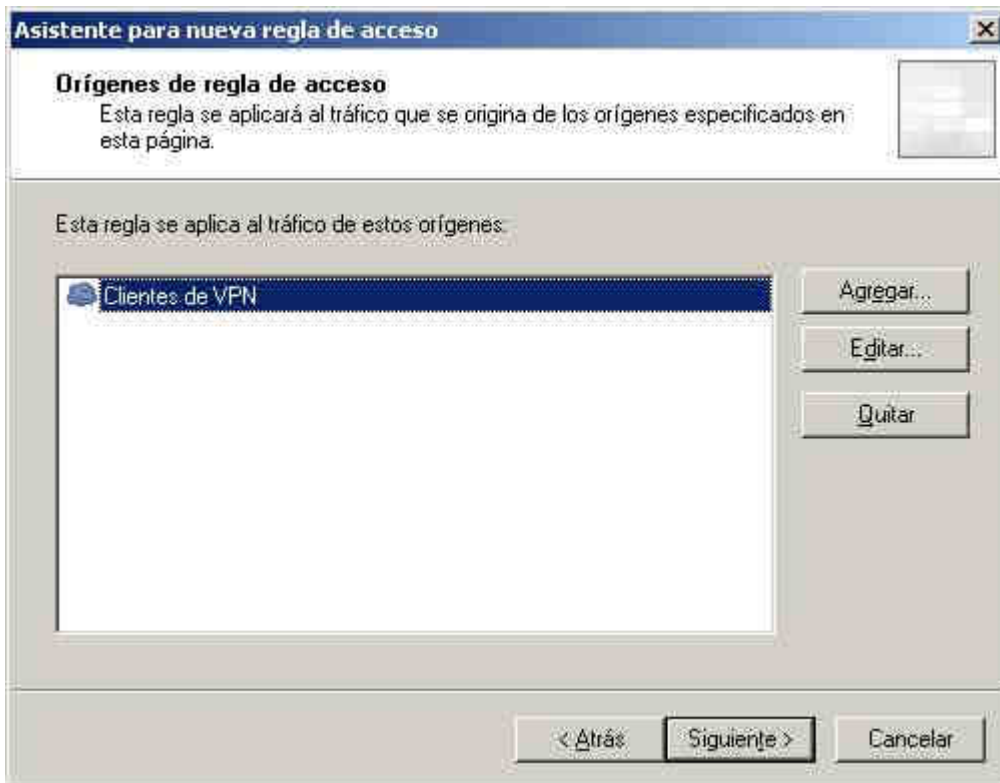 Asistente para nueva regla de acceso
Orígenes de regla de acceso
Esta regla se aplicará al tráfico que se origina de los orígenes especificados en
esta página.
Esta regla se aplica al tráfico de estos orígenes:
Clientes de VPN
Agregar...
Editar...
Quitar
< Atrás
Siguiente >
Cancelar